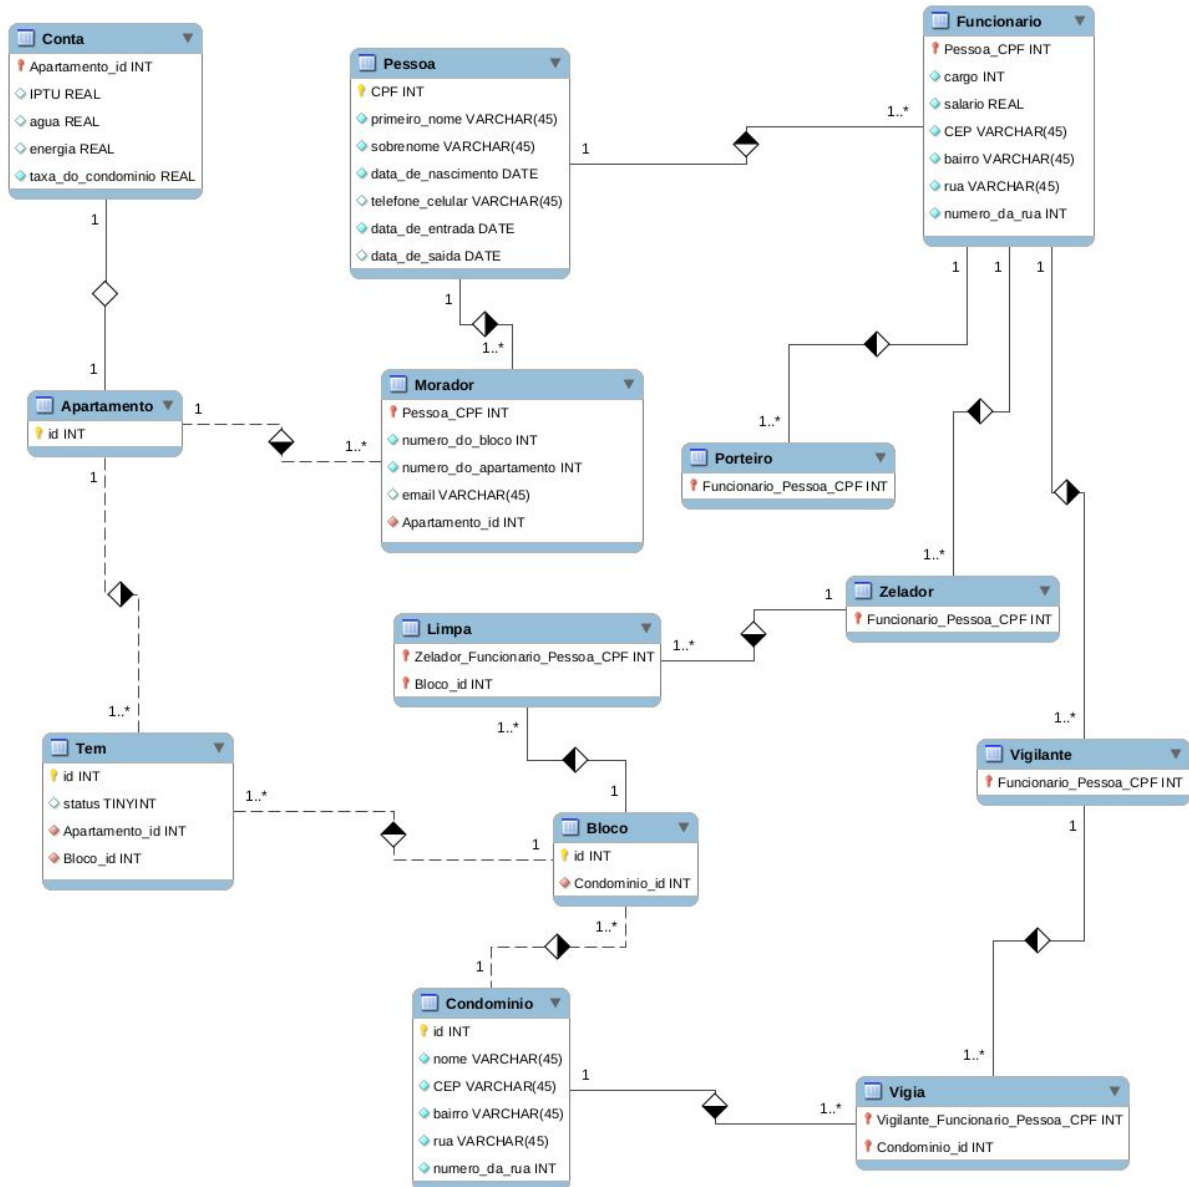 Conta
Apartamento_id INT
IPTU REAL
agua REAL
energia REAL
taxa_do_condominio REAL
1
1
Pessoa
CPF INT
primeiro_nome VARCHAR(45)
sobrenome VARCHAR(45)
data_de_nascimento DATE
telefone_celular VARCHAR(45)
data_de_entrada DATE
data_de_saida DATE
1
1..*
Funcionario
Pessoa_CPF INT
cargo INT
salario REAL
CEP VARCHAR(45)
bairro VARCHAR(45)
rua VARCHAR(45)
numero_da_rua INT
1
1
1
1
1..*
Apartamento
id INT
1
1..*
1
Morador
Pessoa_CPF INT
numero_do_bloco INT
numero_do_apartamento INT
email VARCHAR(45)
Apartamento_id INT
1..*
Porteiro
Funcionario_Pessoa_CPF INT
1..*
Zelador
Funcionario_Pessoa_CPF INT
1
1..*
Limpa
Zelador_Funcionario_Pessoa_CPF INT
Bloco_id INT
1..*
1
1..*
Tem
id INT
status TINYINT
Apartamento_id INT
Bloco_id INT
1..*
1
Bloco
id INT
Condominio_id INT
1..*
1
1..*
Vigilante
Funcionario_Pessoa_CPF INT
1
Condominio
id INT
nome VARCHAR(45)
CEP VARCHAR(45)
bairro VARCHAR(45)
rua VARCHAR(45)
numero_da_rua INT
1
1..*
1..*
Vigia
Vigilante_Funcionario_Pessoa_CPF INT
Condominio_id INT